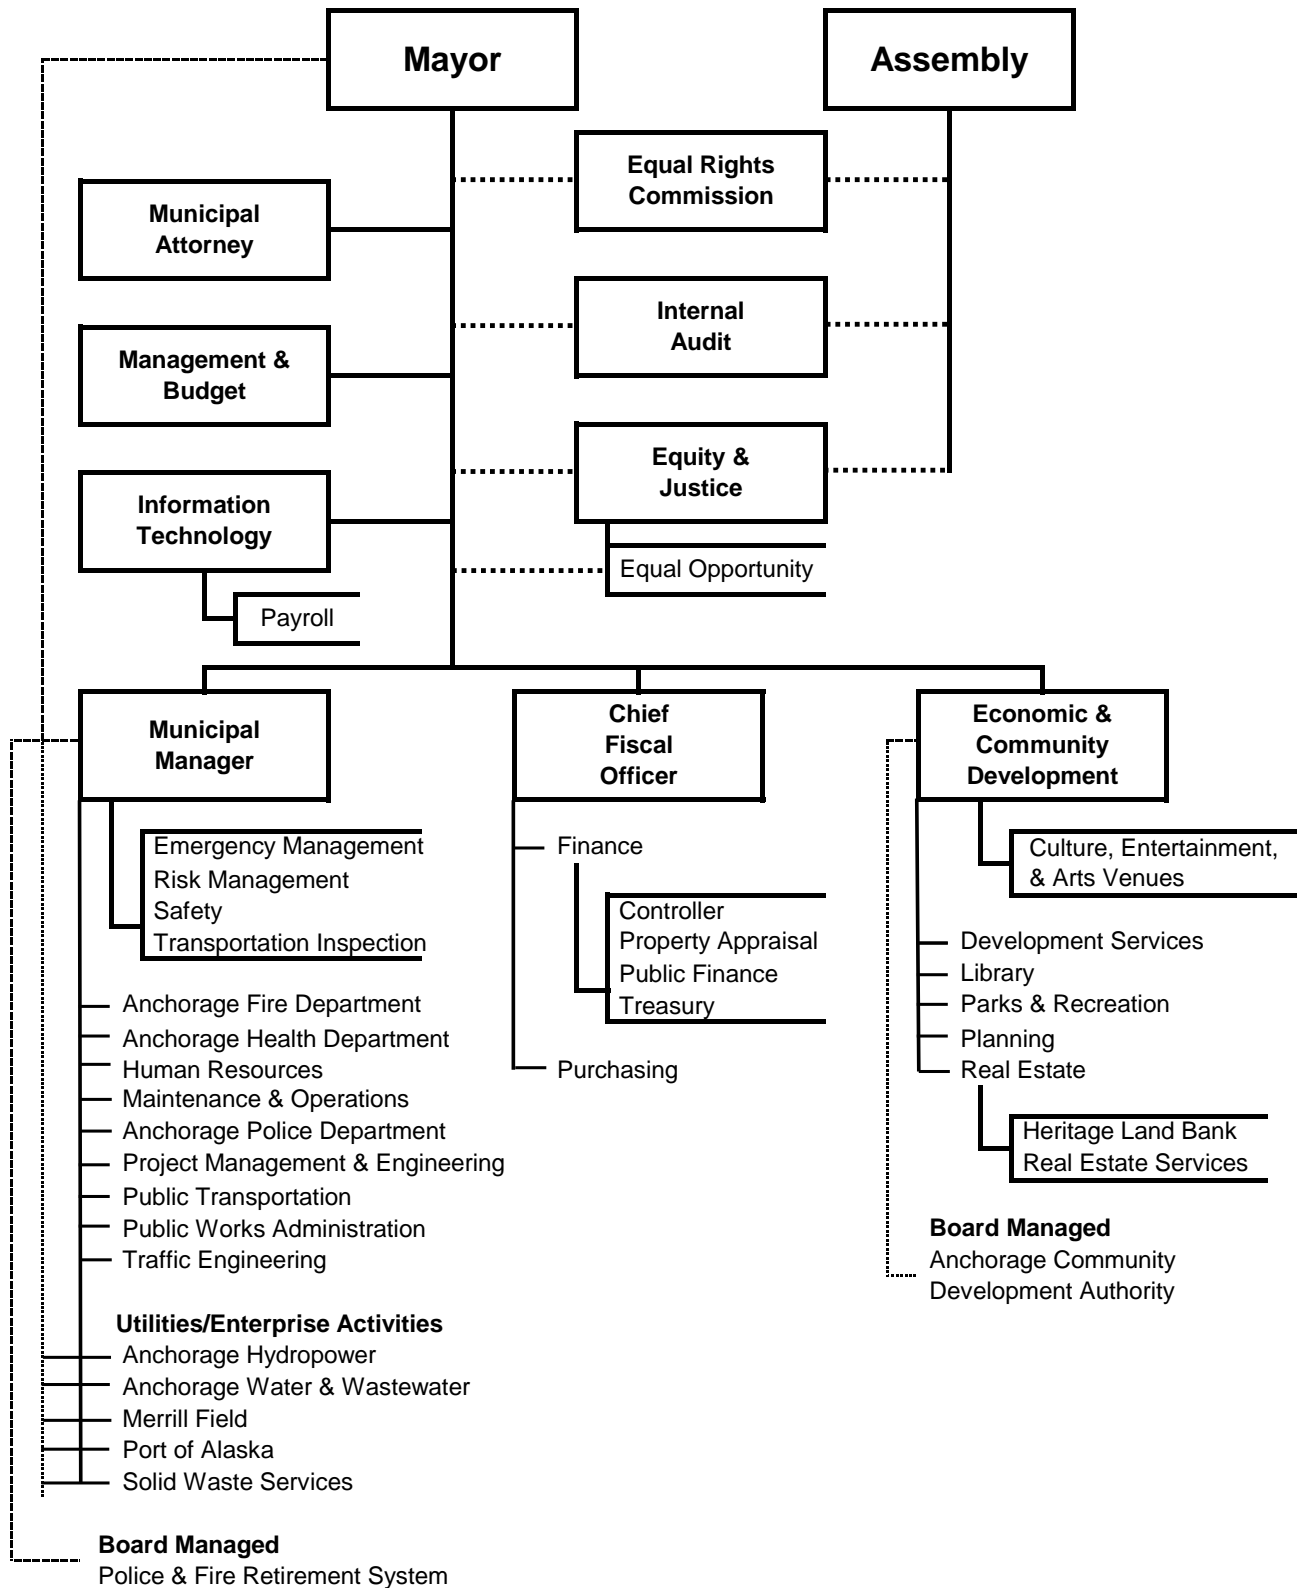 Mayor
Assembly
Equal Rights
Commission
Municipal
Attorney
Internal
Audit
Management &
Budget
Equity &
Justice
Information
Technology
Equal Opportunity
Payroll
Municipal
Manager
Chief
Fiscal
Officer
Economic &
Community
Development
Emergency Management
Risk Management
Safety
Transportation Inspection
Anchorage Fire Department
Anchorage Health Department
Human Resources
Maintenance & Operations
Anchorage Police Department
Project Management & Engineering
Public Transportation
Public Works Administration
Traffic Engineering
Utilities/Enterprise Activities
Anchorage Hydropower
Anchorage Water & Wastewater
Merrill Field
Port of Alaska
Solid Waste Services
Board Managed
Police & Fire Retirement System
Finance
Controller
Property Appraisal
Public Finance
Treasury
Purchasing
Culture, Entertainment,
& Arts Venues
Development Services
Library
Parks & Recreation
Planning
Real Estate
Heritage Land Bank
Real Estate Services
Board Managed
Anchorage Community
Development Authority